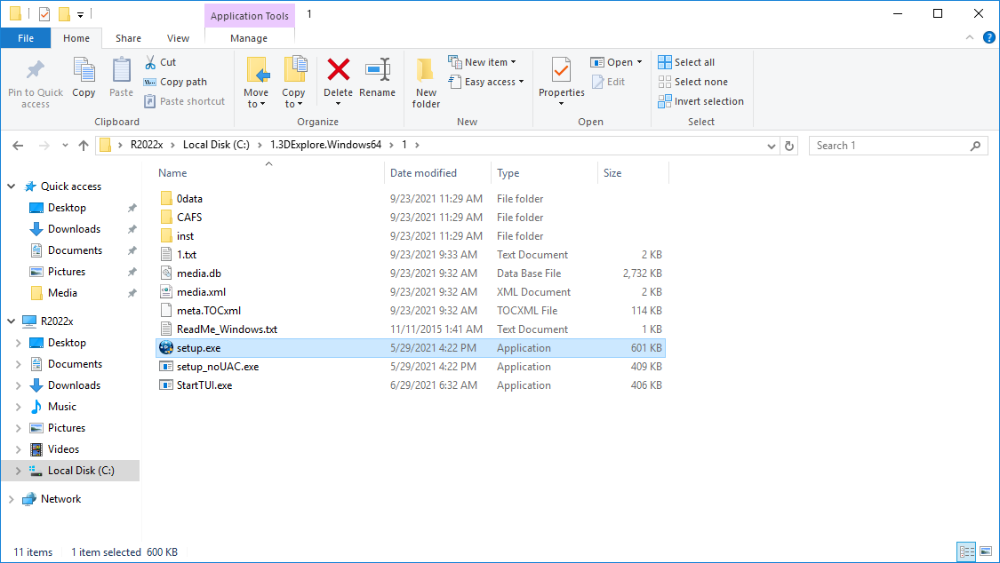 Application Tools 1
File Home Share View Manage
Pin to Quick access
Copy
Paste
Cut
Copy path
Paste shortcut
Clipboard
Move to
Copy to
Delete
Rename
Organize
New folder
New item
Easy access
New
Properties
Open
Edit
Open
Select all
Select none
Invert selection
Select
R2022x Local Disk (C:) 1.3DExplore.Windows64 1
Search 1
Quick access
Desktop
Downloads
Documents
Pictures
Media
R2022x
Desktop
Documents
Downloads
Music
Pictures
Videos
Local Disk (C:)
Network
Name Date modified Type Size
0data 9/23/2021 11:29 AM File folder
CAFS 9/23/2021 11:29 AM File folder
inst 9/23/2021 11:29 AM File folder
1.txt 9/23/2021 9:33 AM Text Document 2 KB
media.db 9/23/2021 9:32 AM Data Base File 2,732 KB
media.xml 9/23/2021 9:32 AM XML Document 2 KB
meta.TOCxml 9/23/2021 9:32 AM TOCXML File 114 KB
ReadMe_Windows.txt 11/11/2015 1:41 AM Text Document 1 KB
setup.exe 5/29/2021 4:22 PM Application 601 KB
setup_noUAC.exe 5/29/2021 4:22 PM Application 409 KB
StartTUI.exe 6/29/2021 6:32 AM Application 406 KB
11 items 1 item selected 600 KB